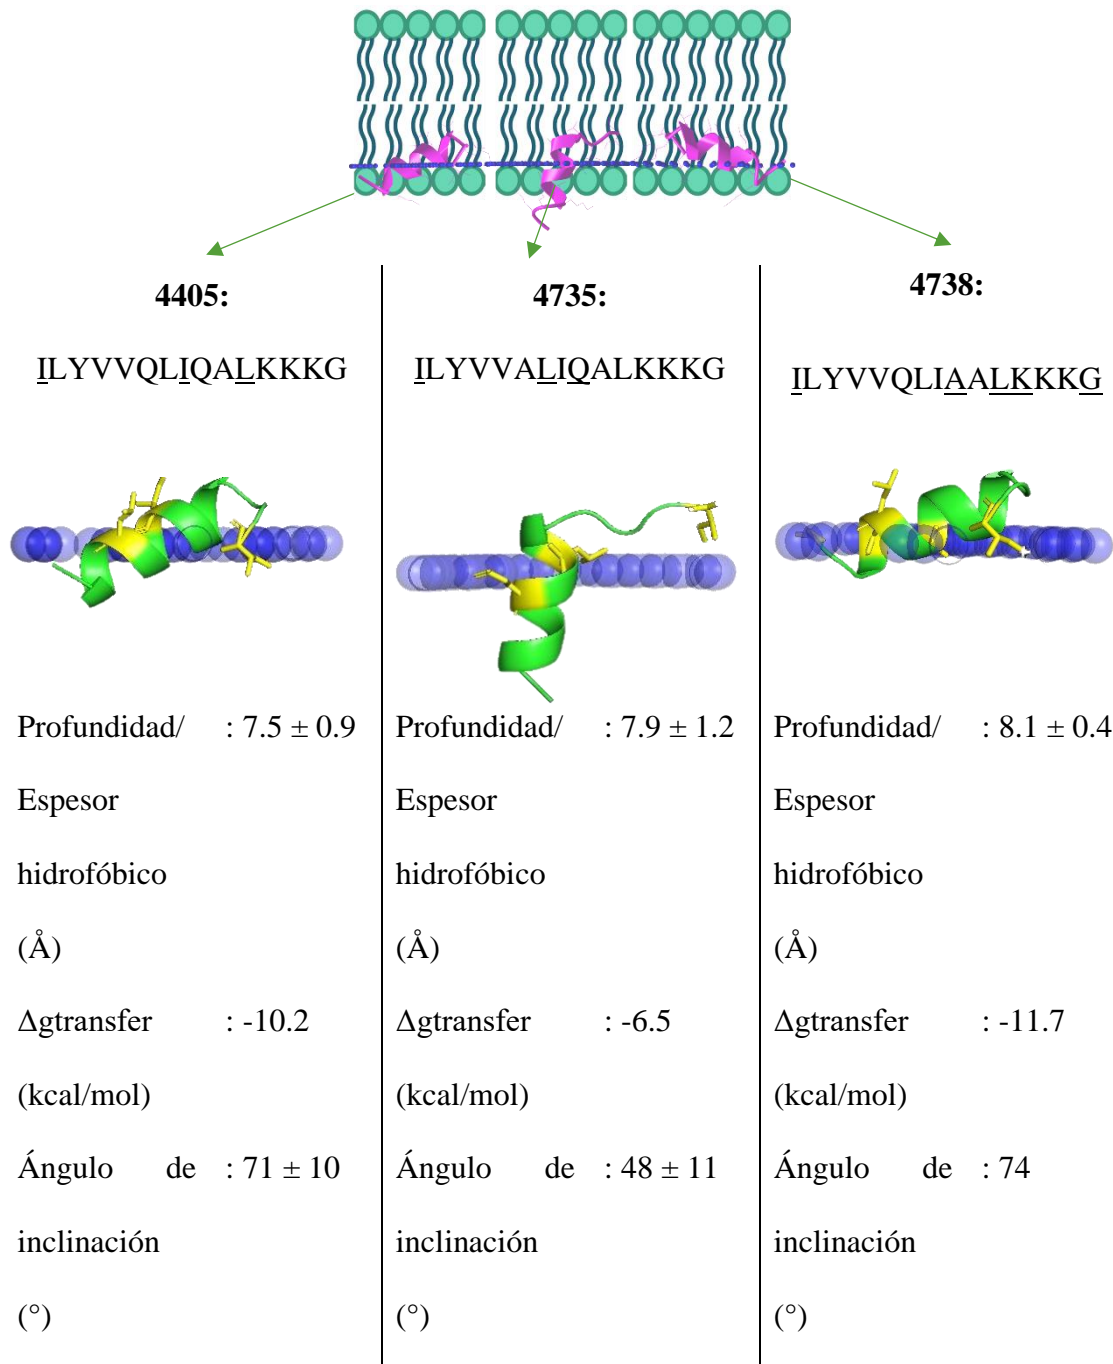 4405:
ILYVVQLIQALKKKG
Profundidad/ : 7.5 ± 0.9
Espesor
hidrofóbico
(Å)
Δgtransfer : -10.2
(kcal/mol)
Ángulo de : 71 ± 10
inclinación
(°)
4735:
ILYVVALIQALKKKG
Profundidad/ : 7.9 ± 1.2
Espesor
hidrofóbico
(Å)
Δgtransfer : -6.5
(kcal/mol)
Ángulo de : 48 ± 11
inclinación
(°)
4738:
ILYVVQLIAALKKKG
Profundidad/ : 8.1 ± 0.4
Espesor
hidrofóbico
(Å)
Δgtransfer : -11.7
(kcal/mol)
Ángulo de : 74
inclinación
(°)